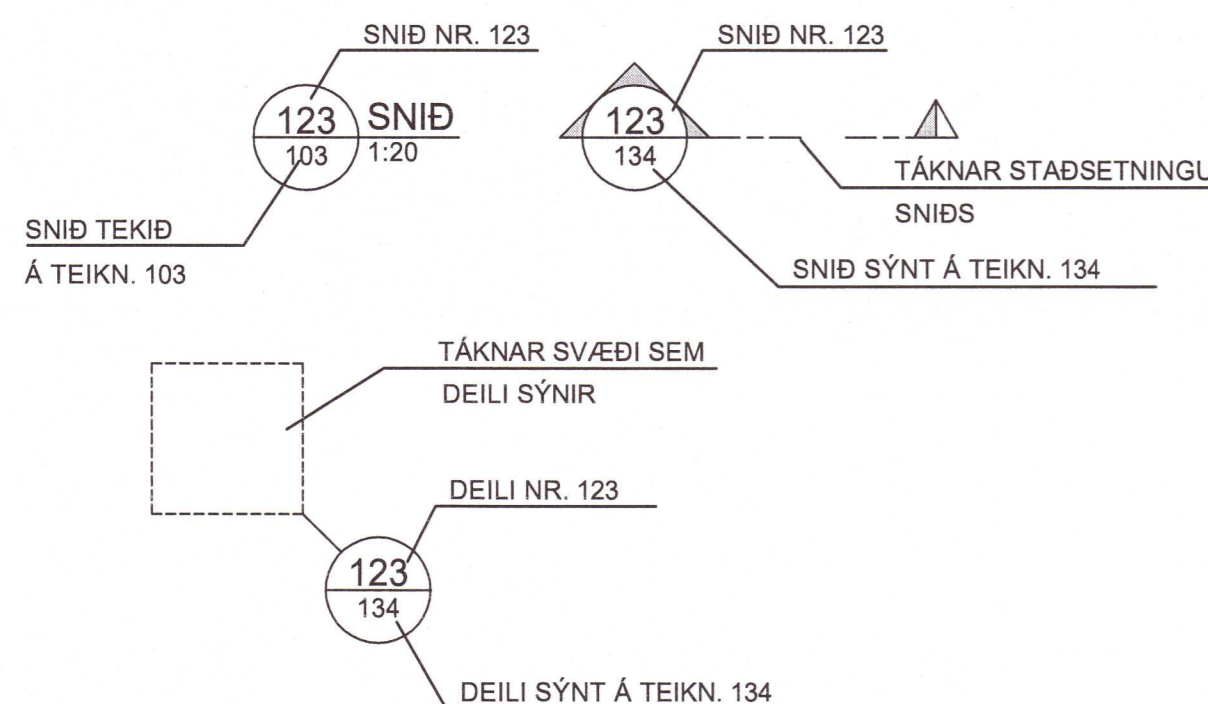 SNIÐ NR. 123
123
103
SNIÐ
1:20
SNIÐ TEKIÐ
Á TEIKN. 103
SNIÐ NR. 123
123
134
TÁKNAR STAÐSETNINGU
SNIÐS
SNIÐ SÝNT Á TEIKN. 134
TÁKNAR SVÆÐI SEM
DEILI SÝNIR
DEILI NR. 123
123
134
DEILI SÝNT Á TEIKN. 134